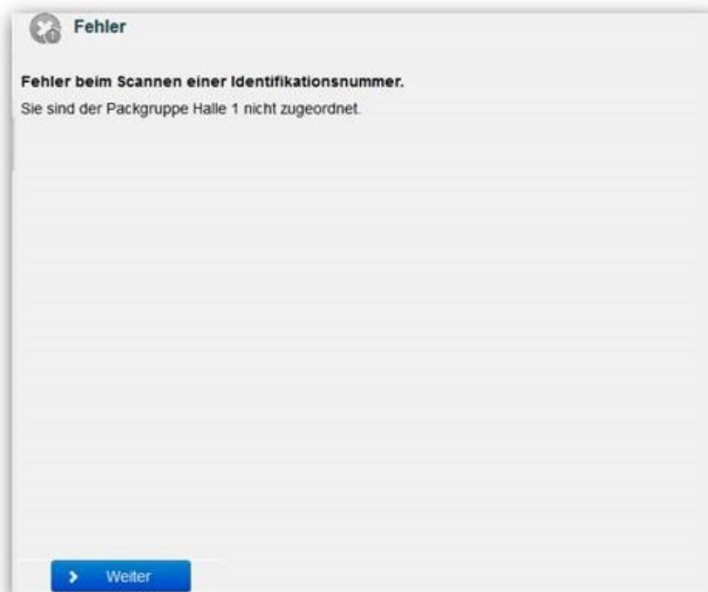 Fehler
Fehler beim Scannen einer Identifikationsnummer.
Sie sind der Packgruppe Halle 1 nicht zugeordnet.
Weiter